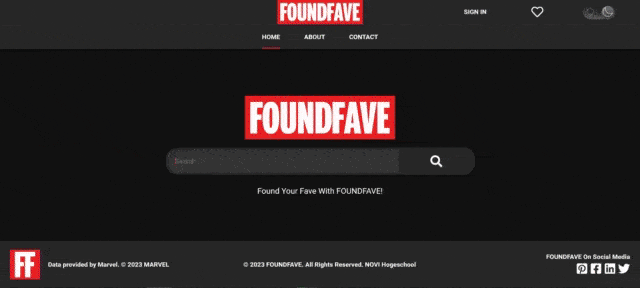 FOUNDFAVE
SIGN IN
HOME ABOUT CONTACT
FOUNDFAVE
Search
Found Your Fave With FOUNDFAVE!
FF
Data provided by Marvel. © 2023 MARVEL
© 2023 FOUNDFAVE. All Rights Reserved. NOVI Hogeschool
FOUNDFAVE On Social Media